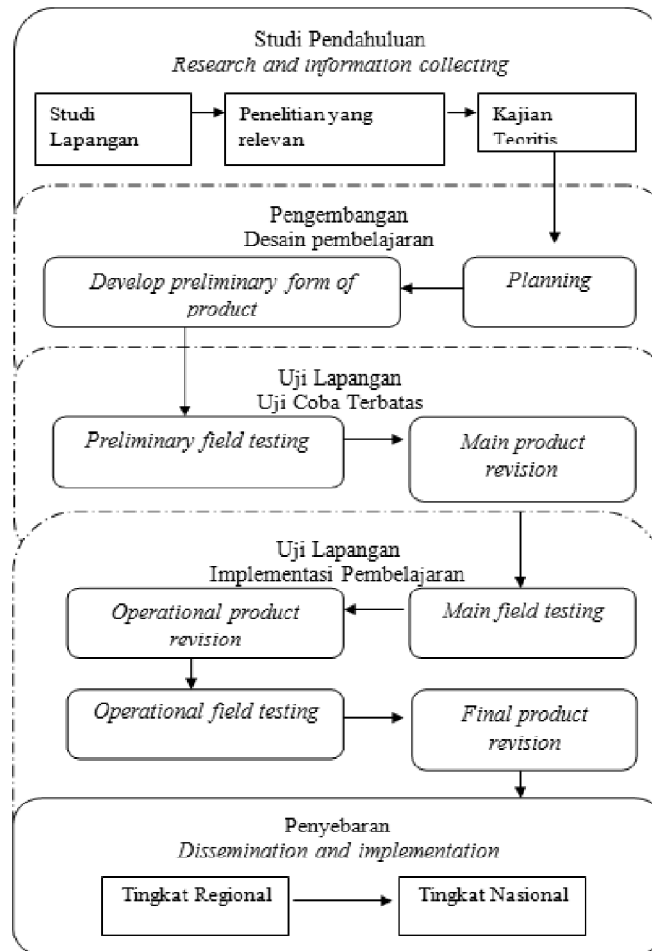 Studi Pendahuluan
Research and information collecting
Studi
Lapangan
Penelitian yang
relevan
Kajian
Teoritis
Pengembangan
Desain pembelajaran
Develop preliminary form of
product
Planning
Uji Lapangan
Uji Coba Terbatas
Preliminary field testing
Main product
revision
Uji Lapangan
Implementasi Pembelajaran
Operational product
revision
Main field testing
Operational field testing
Final product
revision
Penyebaran
Dissemination and implementation
Tingkat Regional
Tingkat Nasional